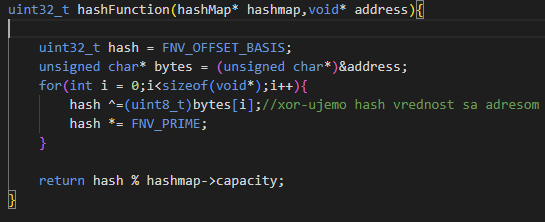 uint32_t hashFunction(hashMap* hashmap,void* address){
uint32_t hash = FNV_OFFSET_BASIS;
unsigned char* bytes = (unsigned char*)&address;
for(int i = 0;i<sizeof(void*);i++){
hash ^=(uint8_t)bytes[i];//xor-ujemo hash vrednost sa adresom
hash *= FNV_PRIME;
}
return hash % hashmap->capacity;
}